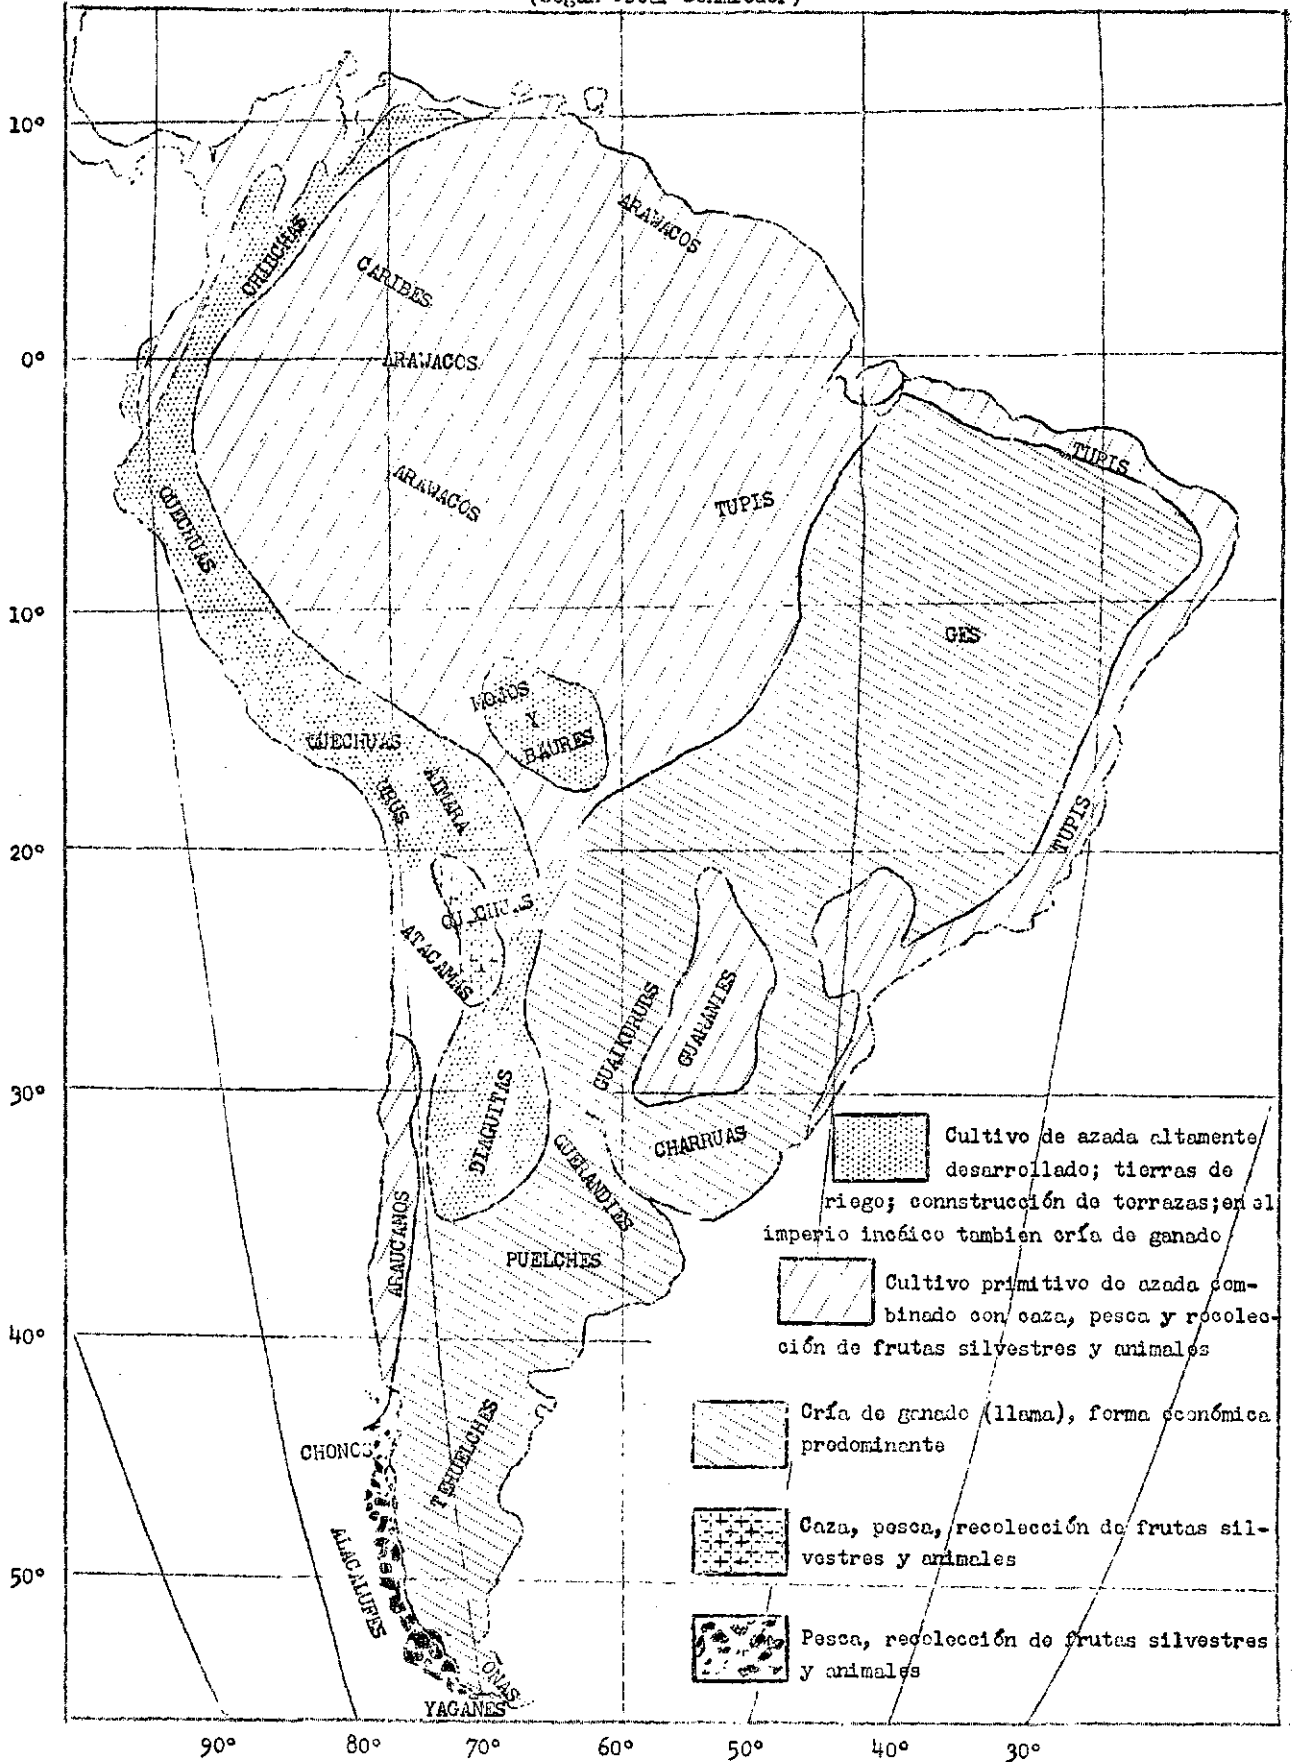 10°
ARAWACOS
CHIBCHAS
CARIBES
0°
ARAWACOS
TUPIS
ARAWACOS
TUPIS
QUECHUAS
10°
GES
MOJOS
Y
BAURES
QUECHUAS
URUS
AIMARA
TUPIS
20°
ATACAMAS
GUAIKURUBS
GUARANIES
30°
DIAGUITAS
CHARRUAS
QUERANDIES
Cultivo de azada altamente
desarrollado; tierras de
riego; connstrucción de terrazas; en el
imperio incáico tambien cría de ganado
ARAUCANOS
PUELCHES
Cultivo primitivo de azada com-
binado con caza, pesca y recolec-
ción de frutas silvestres y animales
40°
Cría de ganado (llama), forma económica
predominante
CHONOS
TEHUELCHES
Caza, pesca, recolección de frutas sil-
vestres y animales
50°
ALACALUFES
Pesca, recolección de frutas silvestres
y animales
ONAS
YAGANES
90° 80° 70° 60° 50° 40° 30°